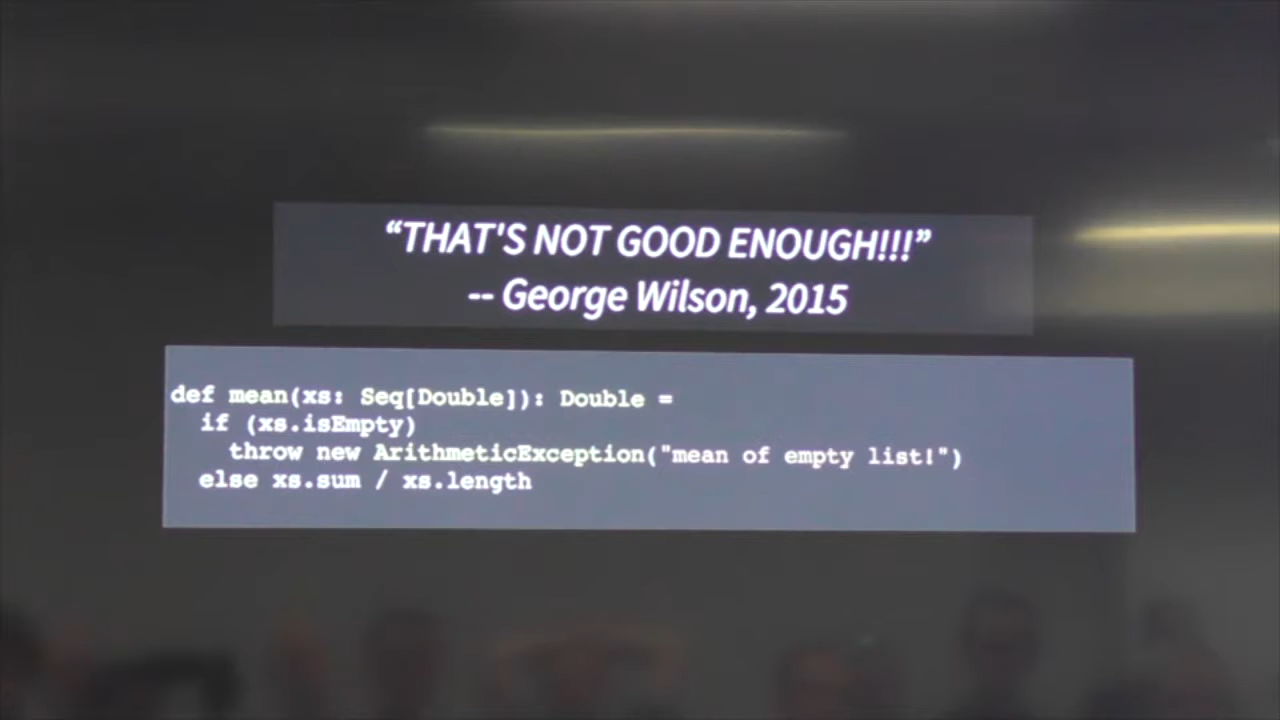 “THAT'S NOT GOOD ENOUGH!!!”
-- George Wilson, 2015
def mean(xs: Seq[Double]): Double =
  if (xs.isEmpty)
    throw new ArithmeticException("mean of empty list!")
  else xs.sum / xs.length